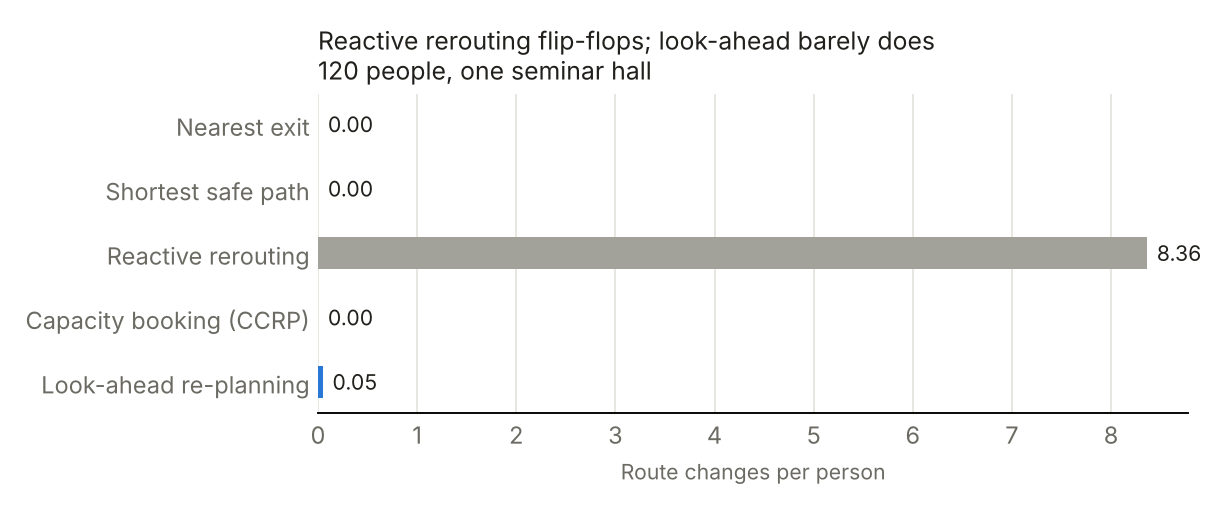 Reactive rerouting flip-flops; look-ahead barely does
120 people, one seminar hall
Nearest exit 0.00
Shortest safe path 0.00
Reactive rerouting 8.36
Capacity booking (CCRP) 0.00
Look-ahead re-planning 0.05
0 1 2 3 4 5 6 7 8
Route changes per person